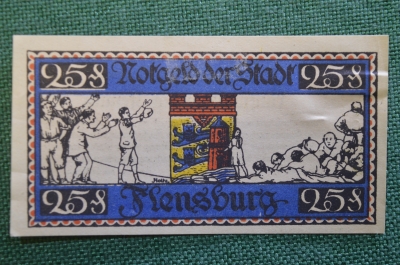 25₰ Notgeld der Stadt 25₰
25₰ Flensburg 25₰